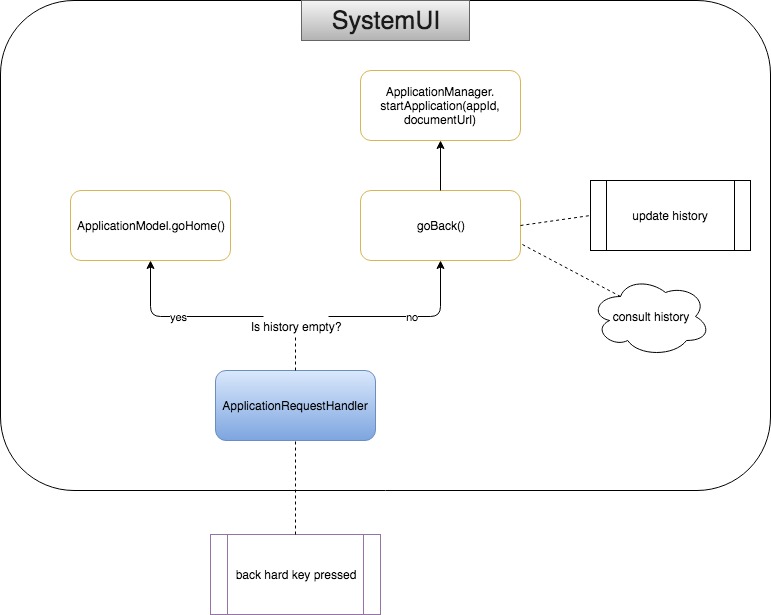 SystemUI
ApplicationManager.
startApplication(appId,
documentUrl)
ApplicationModel.goHome()
goBack()
update history
consult history
yes
no
Is history empty?
ApplicationRequestHandler
back hard key pressed